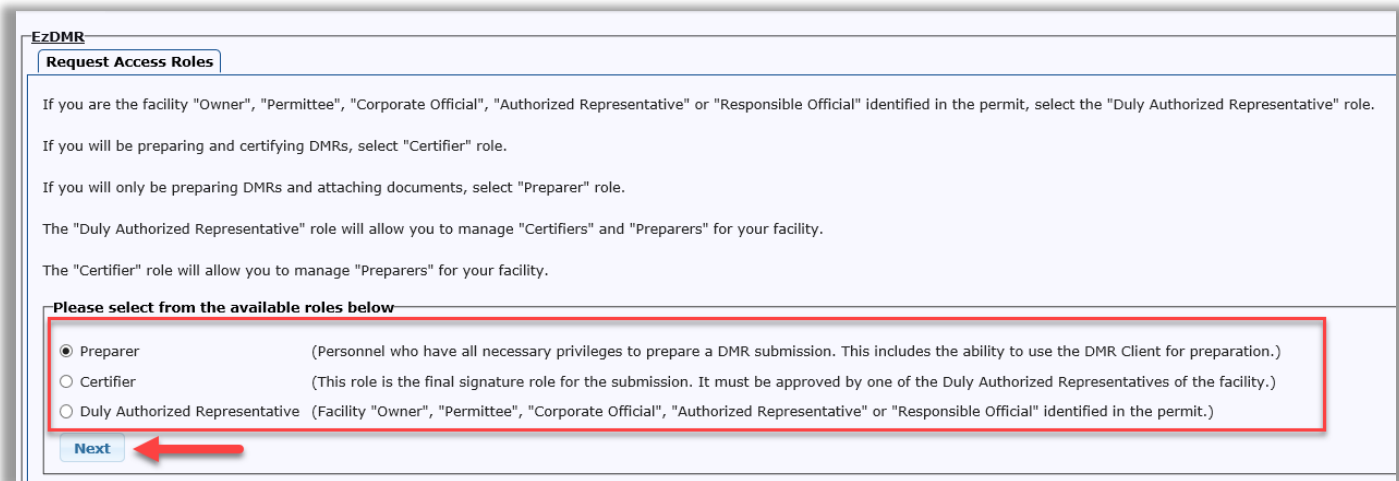 EzDMR
Request Access Roles
If you are the facility "Owner", "Permittee", "Corporate Official", "Authorized Representative" or "Responsible Official" identified in the permit, select the "Duly Authorized Representative" role.
If you will be preparing and certifying DMRs, select "Certifier" role.
If you will only be preparing DMRs and attaching documents, select "Preparer" role.
The "Duly Authorized Representative" role will allow you to manage "Certifiers" and "Preparers" for your facility.
The "Certifier" role will allow you to manage "Preparers" for your facility.
Please select from the available roles below
Preparer (Personnel who have all necessary privileges to prepare a DMR submission. This includes the ability to use the DMR Client for preparation.)
Certifier (This role is the final signature role for the submission. It must be approved by one of the Duly Authorized Representatives of the facility.)
Duly Authorized Representative (Facility "Owner", "Permittee", "Corporate Official", "Authorized Representative" or "Responsible Official" identified in the permit.)
Next